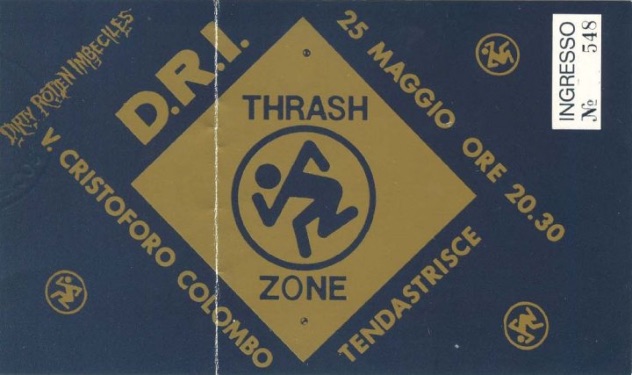 DIRTY ROTTEN IMBECILES
D.R.I.
25 MAGGIO ORE 20.30
INGRESSO
№ 548
THRASH
ZONE
V. CRISTOFORO COLOMBO
TENDASTRISCE